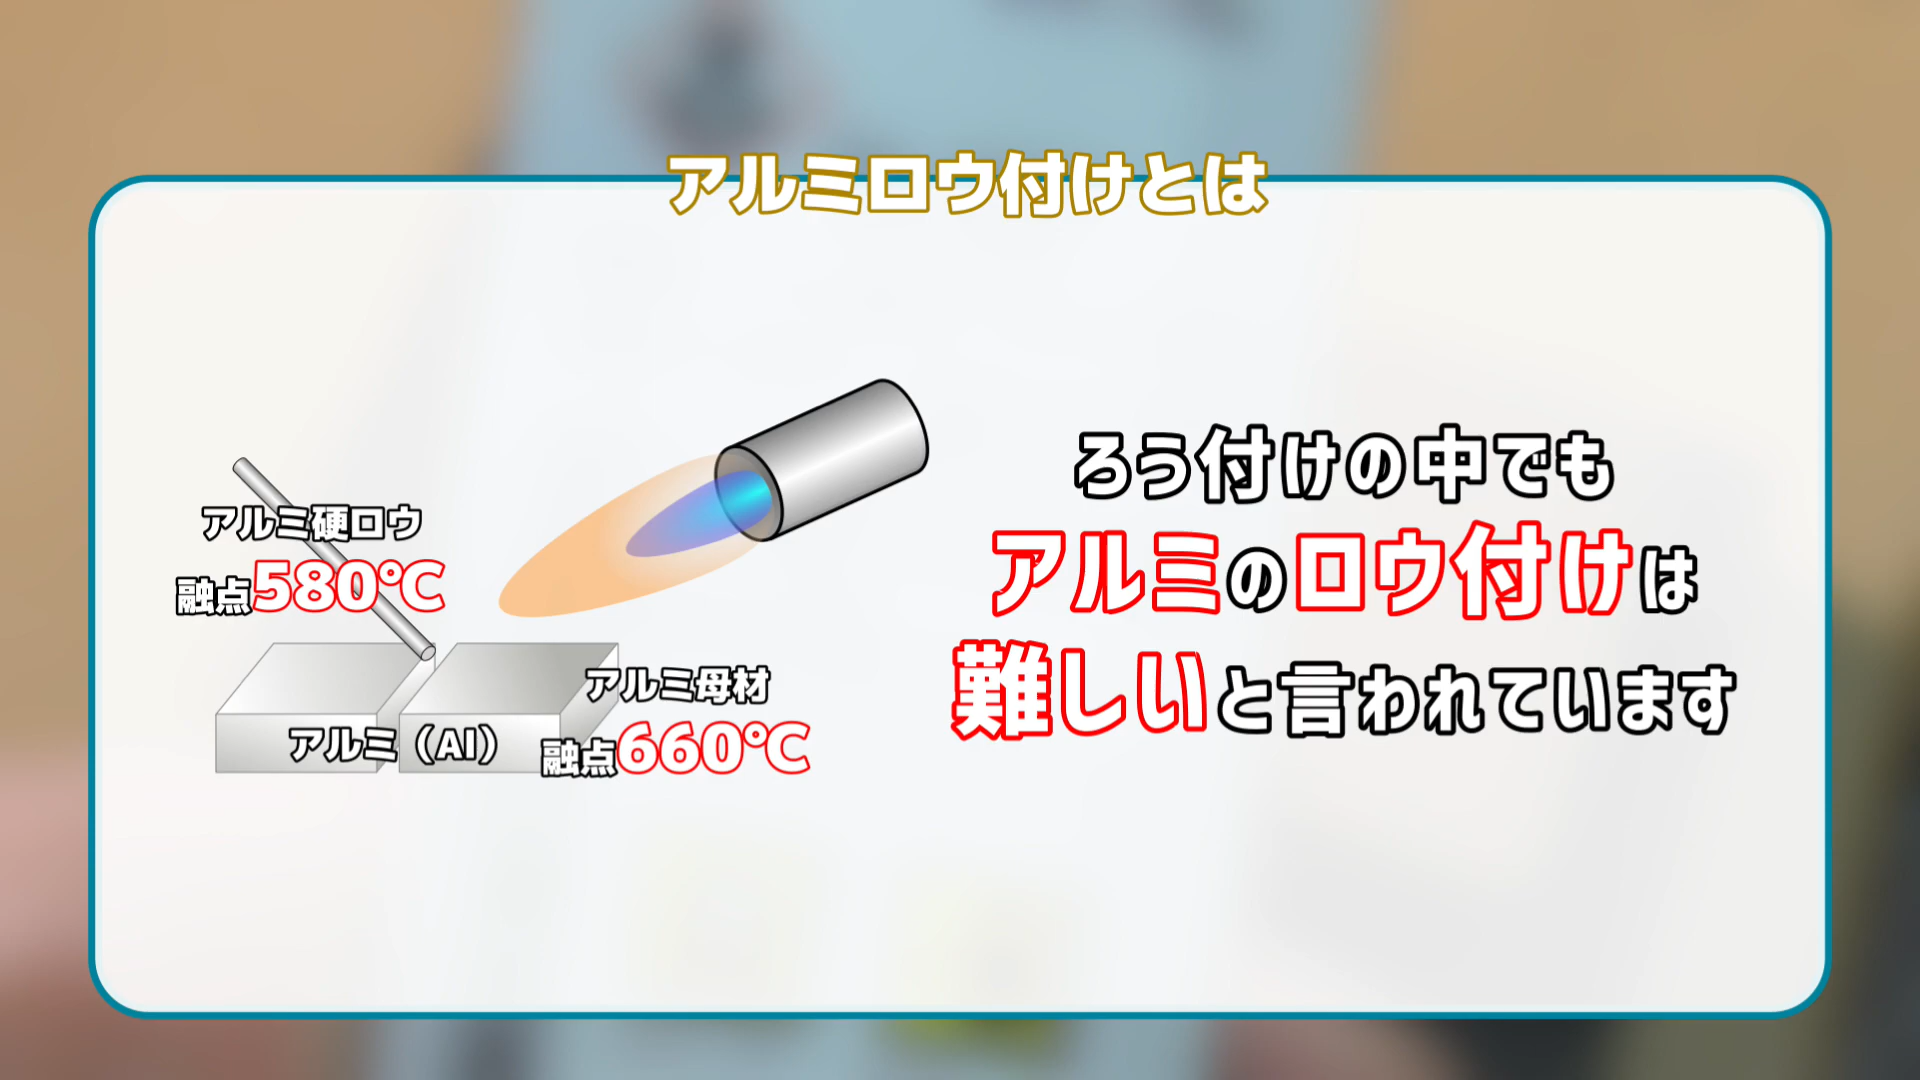 アルミロウ付けとは
アルミ硬ロウ
融点580℃
アルミ（Al）
アルミ母材
融点660℃
ろう付けの中でも
アルミのロウ付けは
難しいと言われています